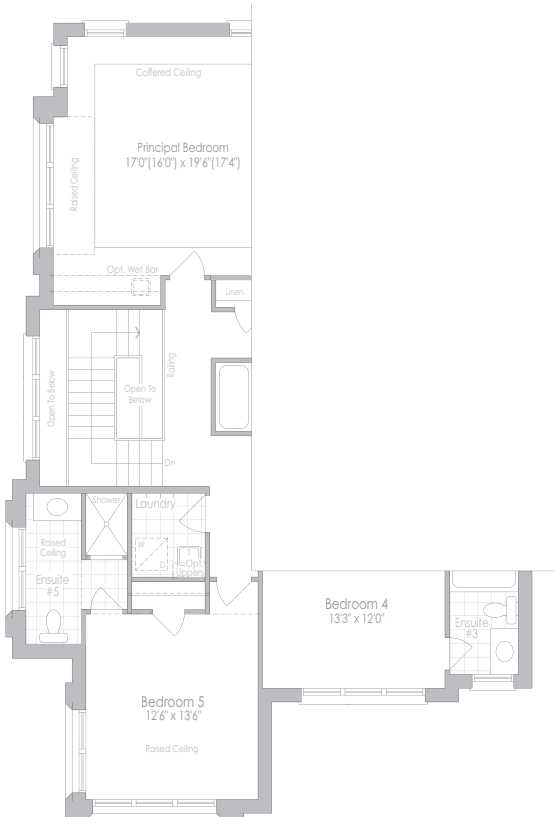 Coffered Ceiling
Principal Bedroom
17'0"(16'0") x 19'6"(17'4")
Raised Ceiling
Opt. Wet Bar
Linen
Open To Below
Railing
Open To
Below
Dn
Shower
Laundry
W
D
T
Opt.
Upper
Raised
Ceiling
Ensuite
#5
Bedroom 4
13'3" x 12'0"
Ensuite
#3
Bedroom 5
12'6" x 13'6"
Raised Ceiling